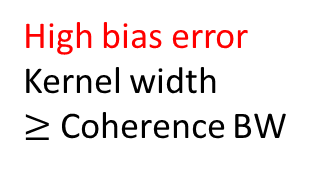 High bias error
Kernel width
≥ Coherence BW